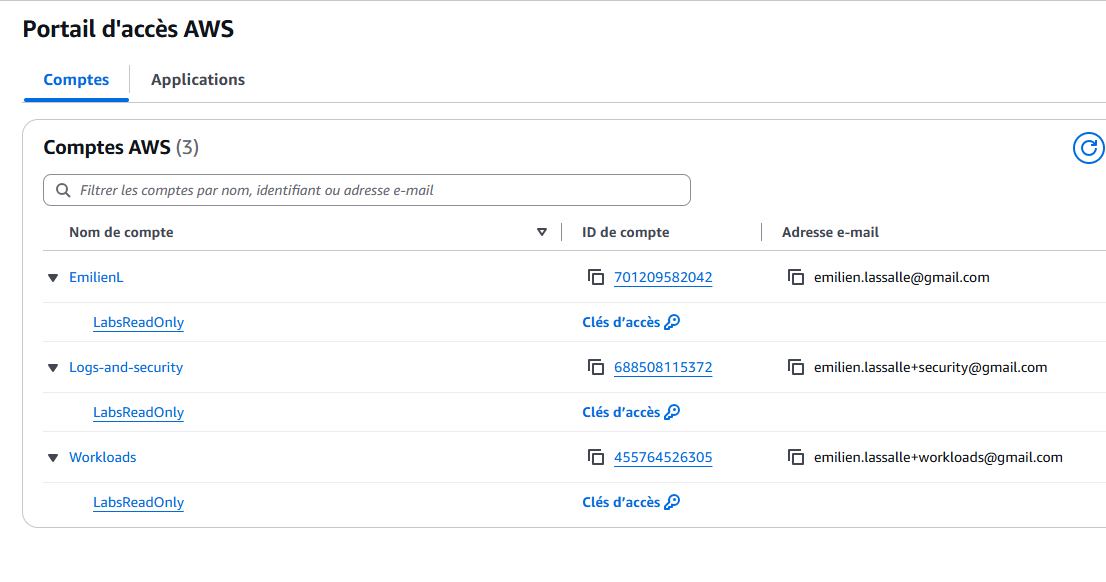 Portail d'accès AWS
Comptes Applications
Comptes AWS (3)
Filtrer les comptes par nom, identifiant ou adresse e-mail
Nom de compte ID de compte Adresse e-mail
EmilienL 701209582042 emilien.lassalle@gmail.com
LabsReadOnly Clés d’accès
Logs-and-security 688508115372 emilien.lassalle+security@gmail.com
LabsReadOnly Clés d’accès
Workloads 455764526305 emilien.lassalle+workloads@gmail.com
LabsReadOnly Clés d’accès